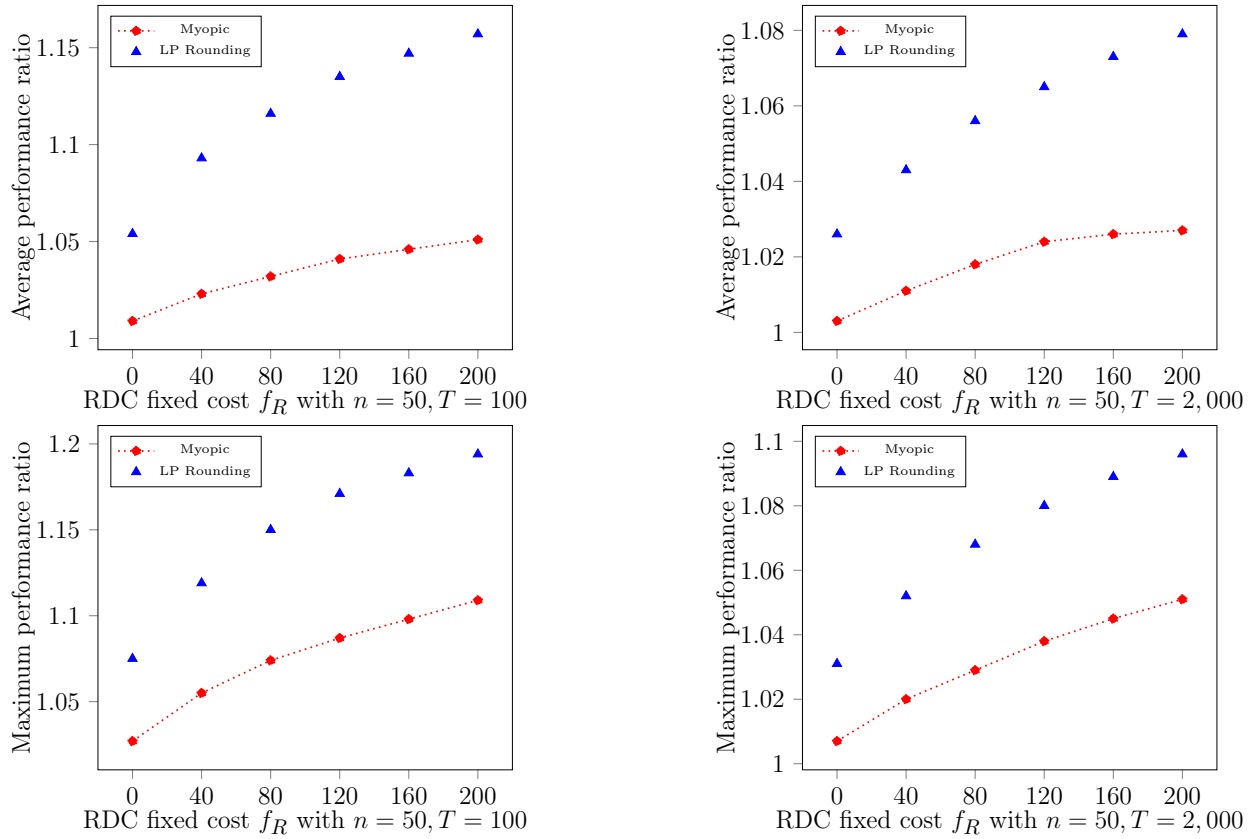 Average performance ratio
1.15
1.1
1.05
1
Myopic
LP Rounding
0 40 80 120 160 200
RDC fixed cost f_R with n = 50, T = 100
Average performance ratio
1.08
1.06
1.04
1.02
1
Myopic
LP Rounding
0 40 80 120 160 200
RDC fixed cost f_R with n = 50, T = 2,000
Maximum performance ratio
1.2
1.15
1.1
1.05
Myopic
LP Rounding
0 40 80 120 160 200
RDC fixed cost f_R with n = 50, T = 100
Maximum performance ratio
1.1
1.08
1.06
1.04
1.02
1
Myopic
LP Rounding
0 40 80 120 160 200
RDC fixed cost f_R with n = 50, T = 2,000